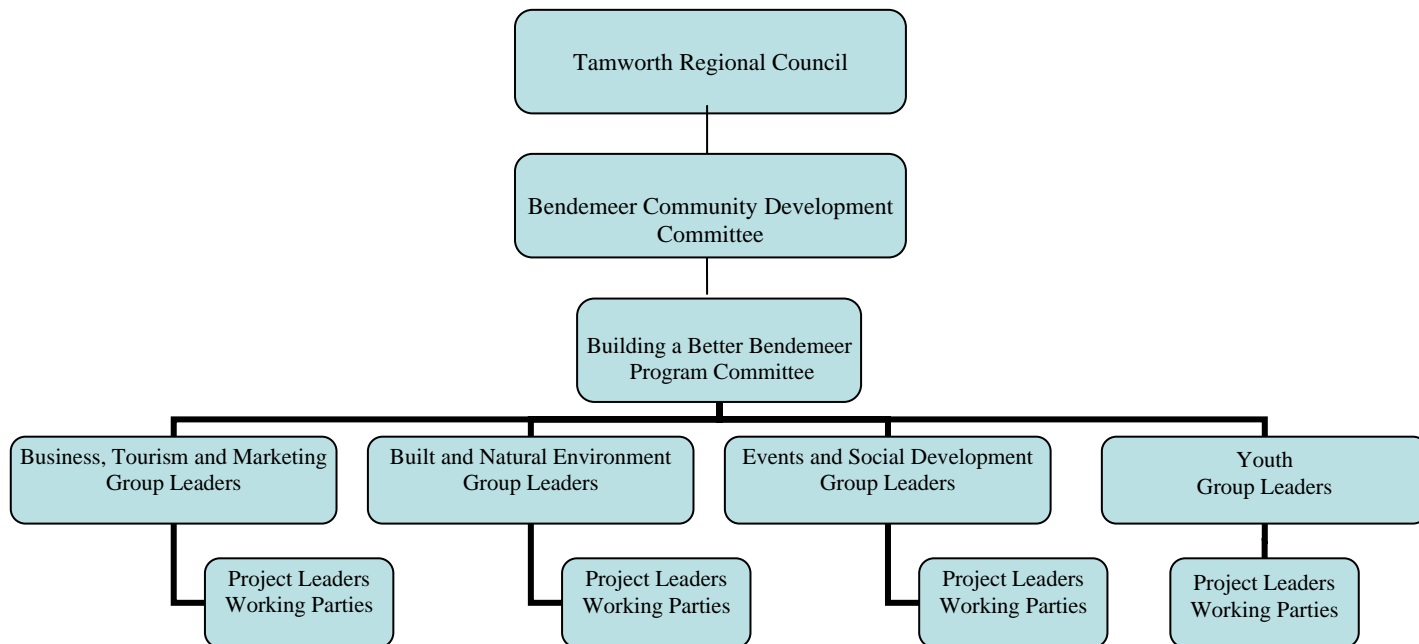 Tamworth Regional Council
Bendemeer Community Development
Committee
Building a Better Bendemeer
Program Committee
Business, Tourism and Marketing
Group Leaders
Built and Natural Environment
Group Leaders
Events and Social Development
Group Leaders
Youth
Group Leaders
Project Leaders
Working Parties
Project Leaders
Working Parties
Project Leaders
Working Parties
Project Leaders
Working Parties